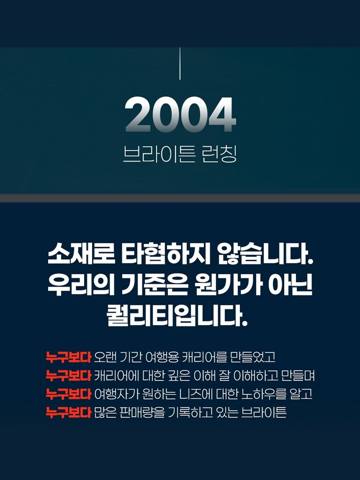 2004
브라이튼 런칭
소재로 타협하지 않습니다.
우리의 기준은 원가가 아닌
퀄리티입니다.
누구보다 오랜 기간 여행용 캐리어를 만들었고
누구보다 캐리어에 대한 깊은 이해 잘 이해하고 만들며
누구보다 여행자가 원하는 니즈에 대한 노하우를 알고
누구보다 많은 판매량을 기록하고 있는 브라이튼